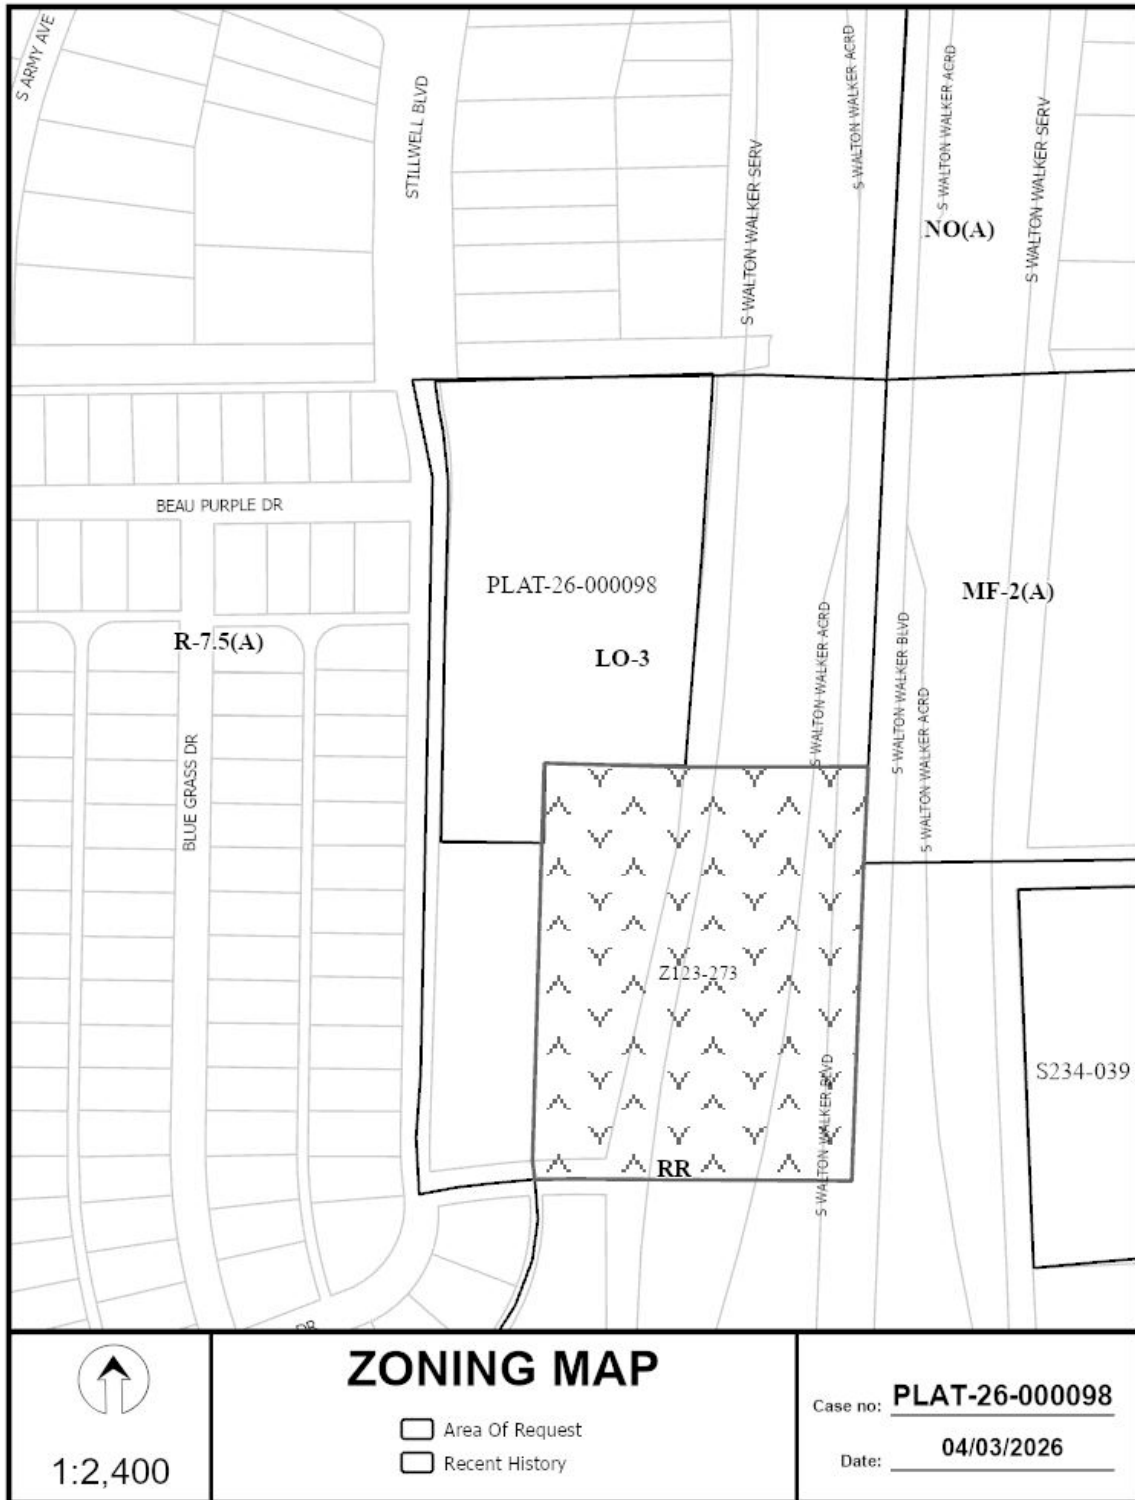 S ARMY AVE
STILLWELL BLVD
S WALTON WALKER SERV
S WALTON WALKER ACRD
S WALTON WALKER ACRD
S WALTON WALKER SERV
NO(A)
BEAU PURPLE DR
PLAT-26-000098
MF-2(A)
R-7.5(A)
LO-3
S WALTON WALKER ACRD
S WALTON WALKER BLVD
S WALTON WALKER ACRD
BLUE GRASS DR
Z123-273
S234-039
S WALTON WALKER BLVD
RR
DR
1:2,400
ZONING MAP
Area Of Request
Recent History
Case no: PLAT-26-000098
Date: 04/03/2026